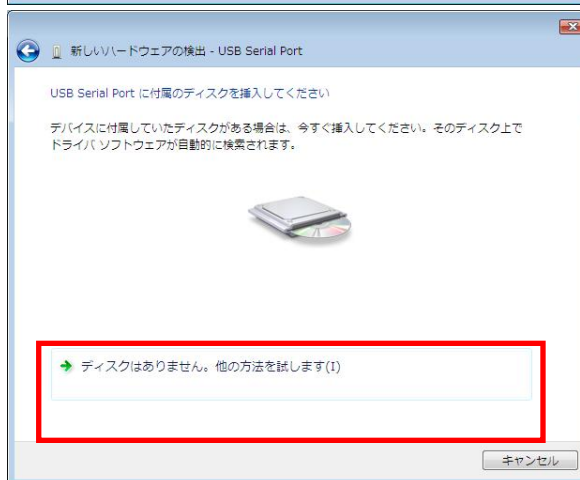 新しいハードウェアの検出 - USB Serial Port
USB Serial Port に付属のディスクを挿入してください
デバイスに付属していたディスクがある場合は、今すぐ挿入してください。そのディスク上で
ドライバ ソフトウェアが自動的に検索されます。
ディスクはありません。他の方法を試します(I)
キャンセル